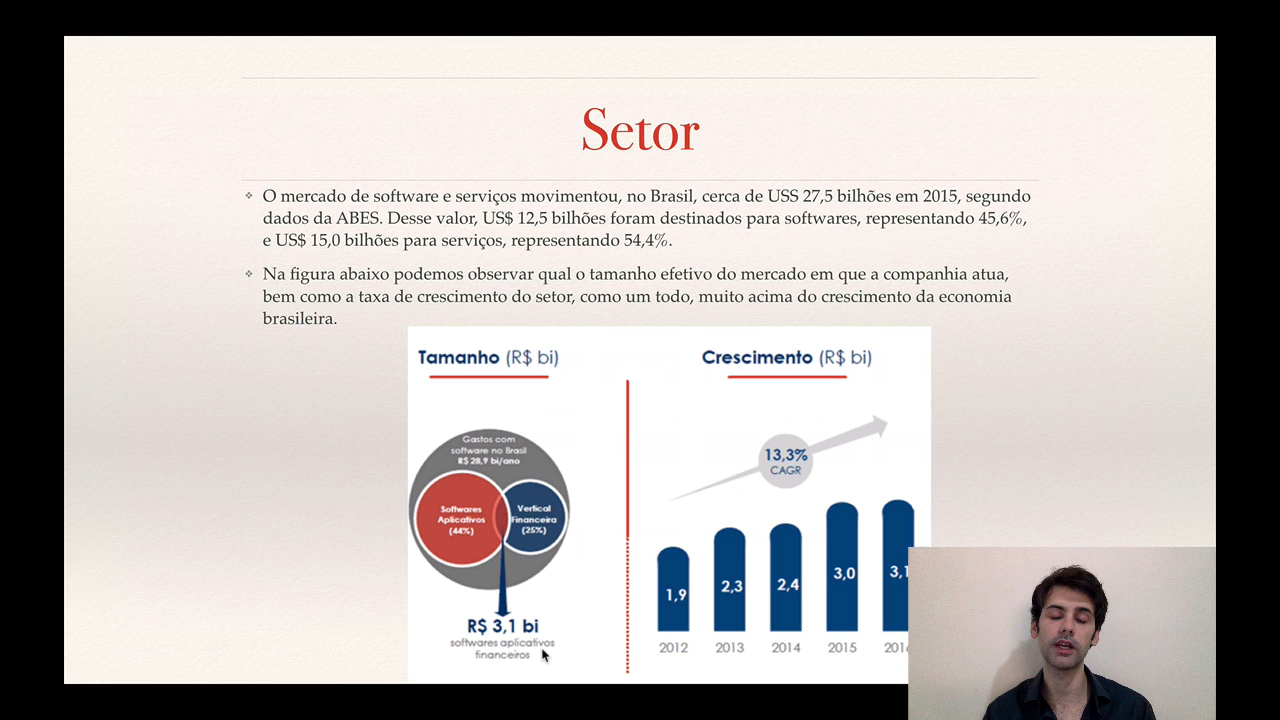 Setor
O mercado de software e serviços movimentou, no Brasil, cerca de USS 27,5 bilhões em 2015, segundo
dados da ABES. Desse valor, US$ 12,5 bilhões foram destinados para softwares, representando 45,6%,
e US$ 15,0 bilhões para serviços, representando 54,4%.
Na figura abaixo podemos observar qual o tamanho efetivo do mercado em que a companhia atua,
bem como a taxa de crescimento do setor, como um todo, muito acima do crescimento da economia
brasileira.
Tamanho (R$ bi)
Gastos com
software no Brasil
R$ 28,9 bi/ano
Softwares
Aplicativos
(44%)
Vertical
Financeira
(25%)
R$ 3,1 bi
softwares aplicativos
financeiros
Crescimento (R$ bi)
13,3%
CAGR
1,9
2,3
2,4
3,0
3,1
2012
2013
2014
2015
2016